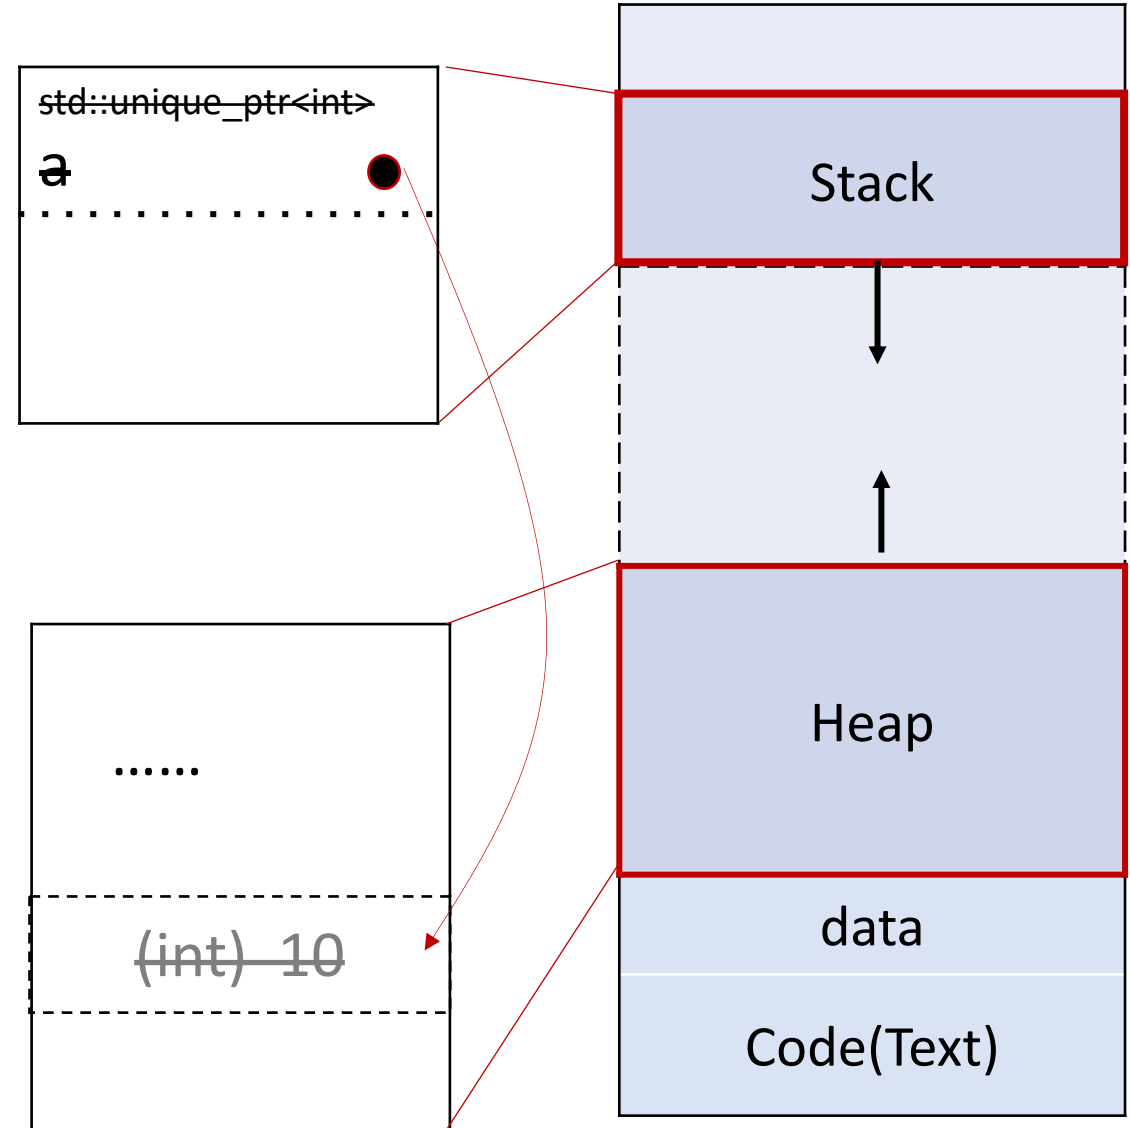 std::unique_ptr<int>
a
Stack
Heap
......
(int) 10
data
Code(Text)